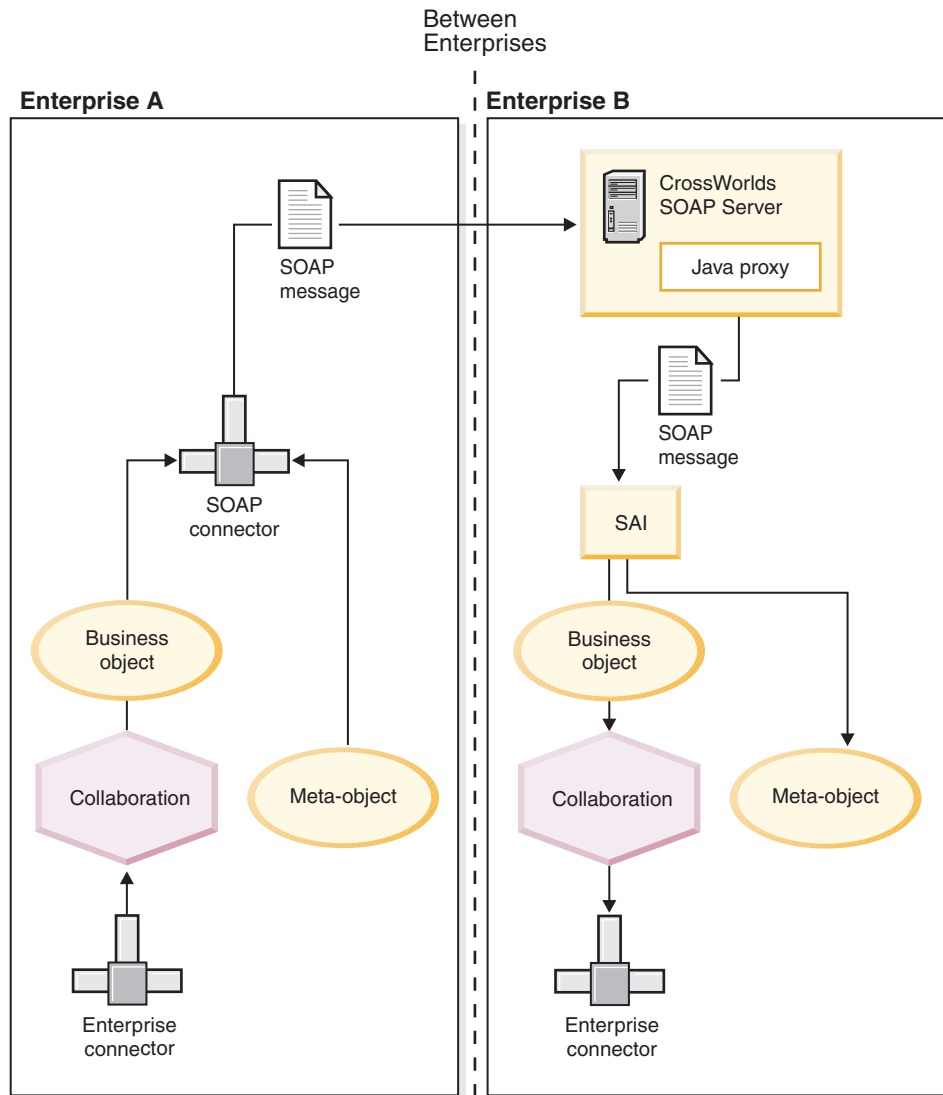 Between
Enterprises
Enterprise A
SOAP
message
SOAP
connector
Business
object
Collaboration
Meta-object
Enterprise
connector
Enterprise B
CrossWorlds
SOAP Server
Java proxy
SOAP
message
SAI
Business
object
Collaboration
Meta-object
Enterprise
connector